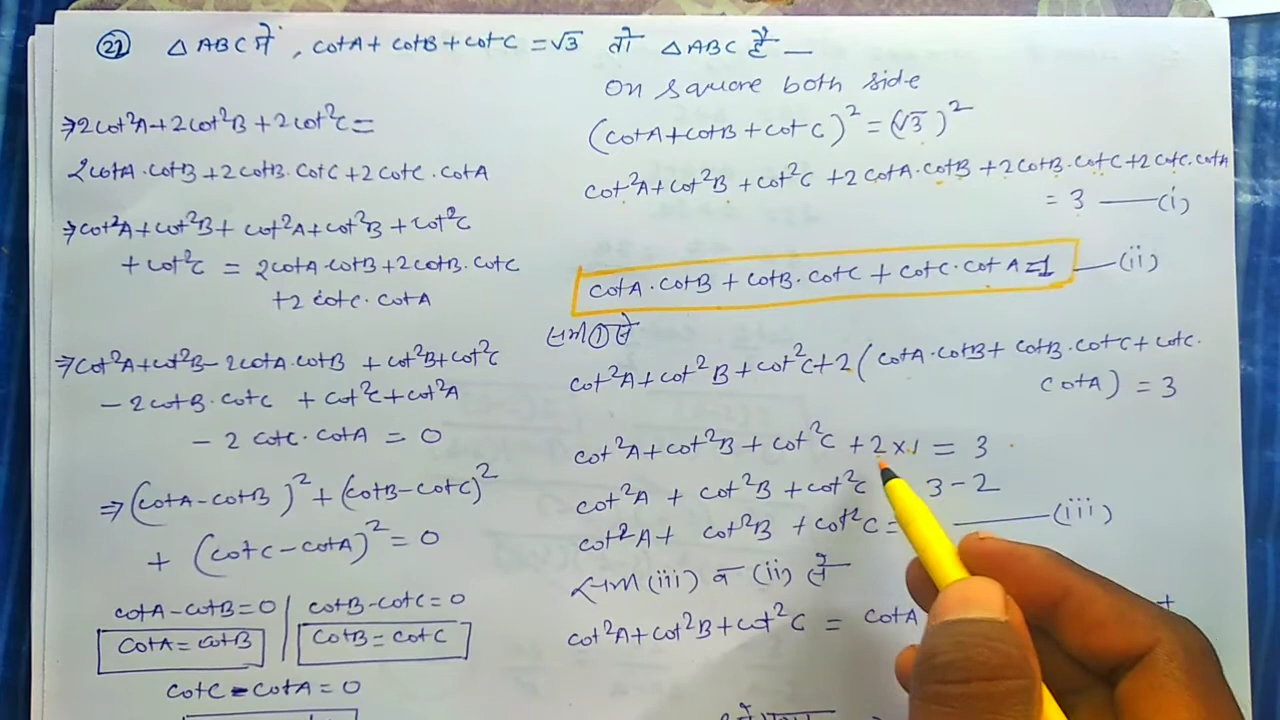 (21) △ABC में, cotA + cotB + cotC = √3 तो △ABC है —
On square both side
(cotA + cotB + cotC)² = (√3)²
cot²A + cot²B + cot²C + 2cotA·cotB + 2cotB·cotC + 2cotC·cotA
= 3 —(i)
cotA·cotB + cotB·cotC + cotC·cotA = 1 —(ii)
समी① से
cot²A + cot²B + cot²C + 2(cotA·cotB + cotB·cotC + cotC·
cotA) = 3
cot²A + cot²B + cot²C + 2×1 = 3
cot²A + cot²B + cot²C 3-2
cot²A + cot²B + cot²C = —(iii)
समी (iii) व (ii) से
cot²A + cot²B + cot²C = cotA +
⇒ 2cot²A + 2cot²B + 2cot²C =
2cotA·cotB + 2cotB·cotC + 2cotC·cotA
⇒ cot²A + cot²B + cot²A + cot²B + cot²C
+ cot²C = 2cotA·cotB + 2cotB·cotC
+2 cotC·cotA
⇒ cot²A + cot²B - 2cotA·cotB + cot²B + cot²C
- 2cotB·cotC + cot²C + cot²A
- 2cotC·cotA = 0
⇒ (cotA - cotB)² + (cotB - cotC)²
+ (cotC - cotA)² = 0
cotA - cotB = 0 | cotB - cotC = 0
cotA = cotB | cotB = cotC
cotC - cotA = 0